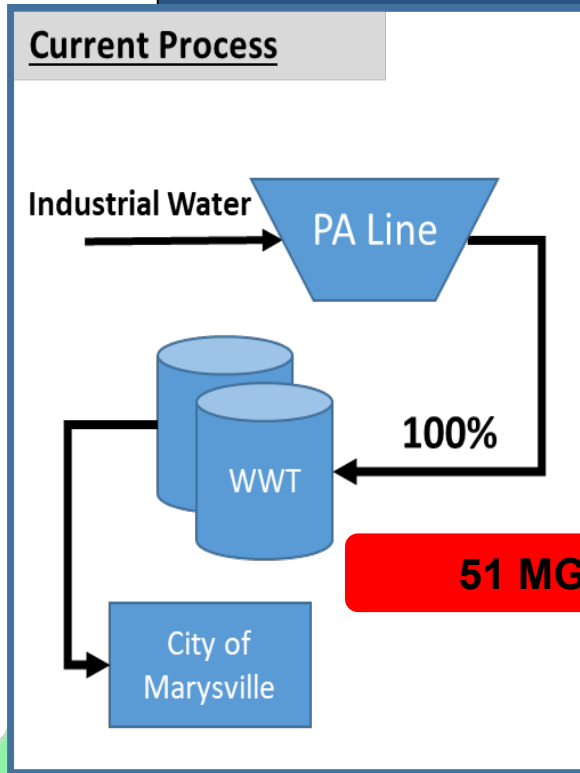 Current Process
Industrial Water
PA Line
100%
WWT
51 MG
City of
Marysville